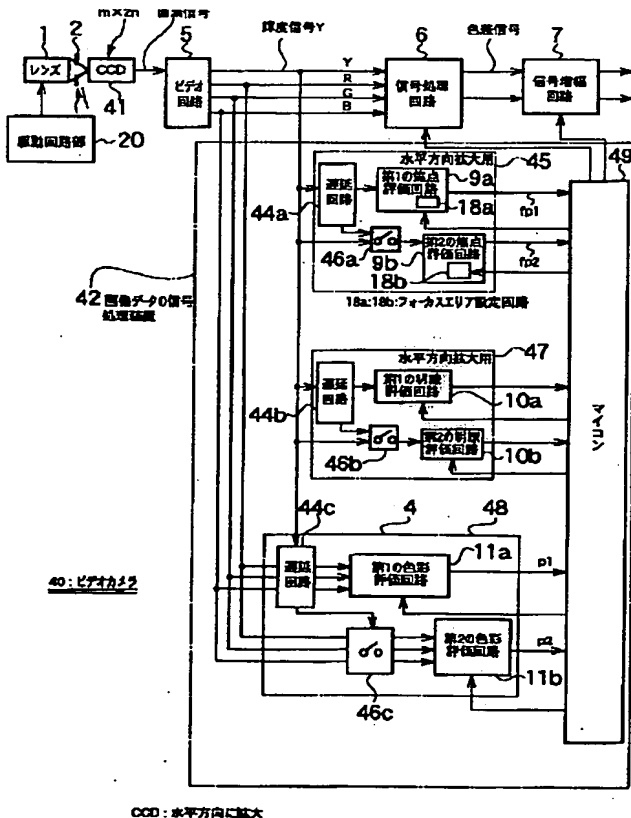 m×2n
1
2
5
輝度信号Y
6
色差信号
7
レンズ
CCD
ビデオ
回路
Y
R
G
B
信号処理
回路
信号増幅
回路
41
駆動回路部
20
49
水平方向拡大用
45
遅延
回路
第1の焦点
評価回路
9a
18a
fp1
44a
46a
第2の焦点
評価回路
9b
18b
fp2
18a:18b:フォーカスエリア設定回路
42
画像データの信号
処理装置
水平方向拡大用
47
遅延
回路
第1の明暗
評価回路
10a
44b
46b
評価回路
10b
マイコン
44c
4
48
遅延
回路
第1の色彩
評価回路
11a
p1
40:ビデオカメラ
第2の色彩
評価回路
11b
p2
46c
CCD:水平方向に拡大